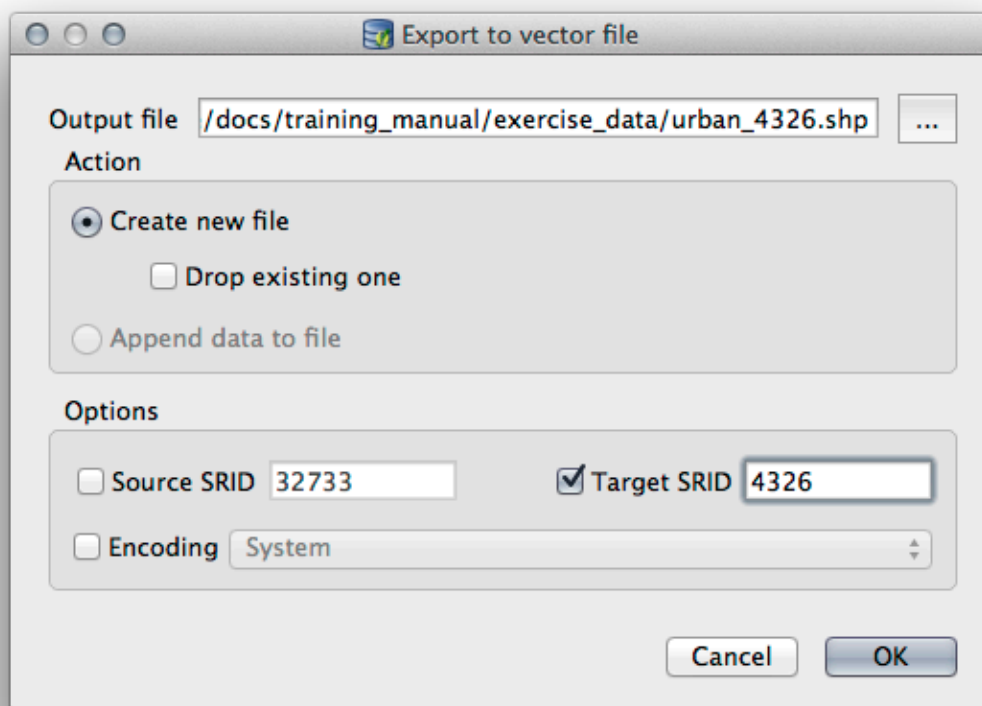 Export to vector file
Output file /docs/training_manual/exercise_data/urban_4326.shp ...
Action
Create new file
Drop existing one
Append data to file
Options
Source SRID 32733 Target SRID 4326
Encoding System
Cancel OK